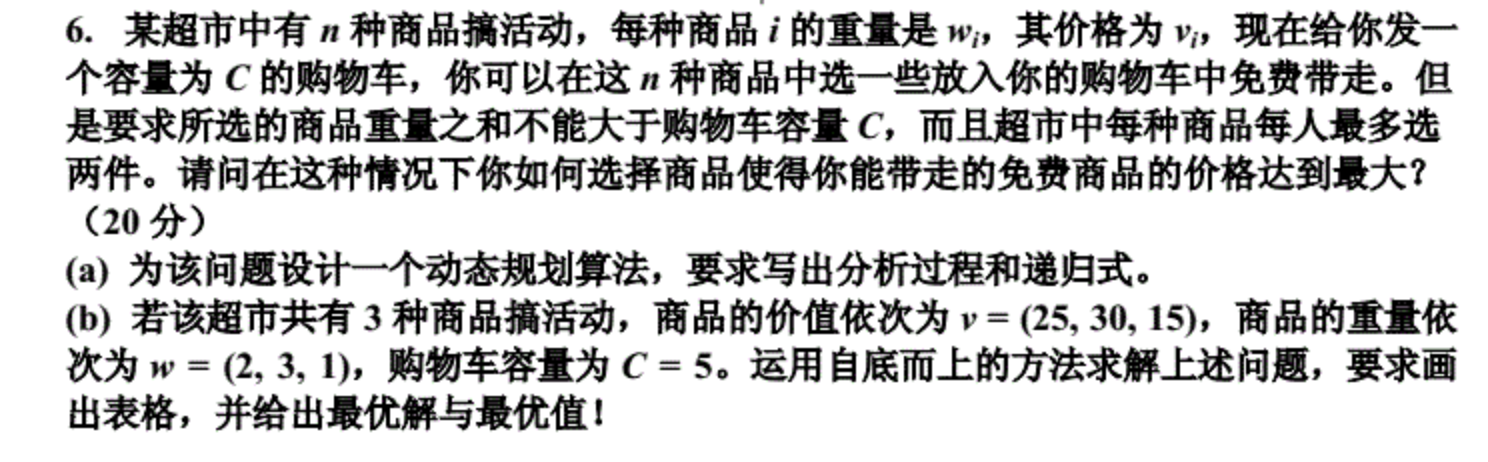 6. 某超市中有 n 种商品搞活动，每种商品 i 的重量是 wi，其价格为 vi，现在给你发一
个容量为 C 的购物车，你可以在这 n 种商品中选一些放入你的购物车中免费带走。但
是要求所选的商品重量之和不能大于购物车容量 C，而且超市中每种商品每人最多选
两件。请问在这种情况下你如何选择商品使得你能带走的免费商品的价格达到最大？
（20 分）
(a) 为该问题设计一个动态规划算法，要求写出分析过程和递归式。
(b) 若该超市共有 3 种商品搞活动，商品的价值依次为 v = (25, 30, 15)，商品的重量依
次为 w = (2, 3, 1)，购物车容量为 C = 5。运用自底而上的方法求解上述问题，要求画
出表格，并给出最优解与最优值！